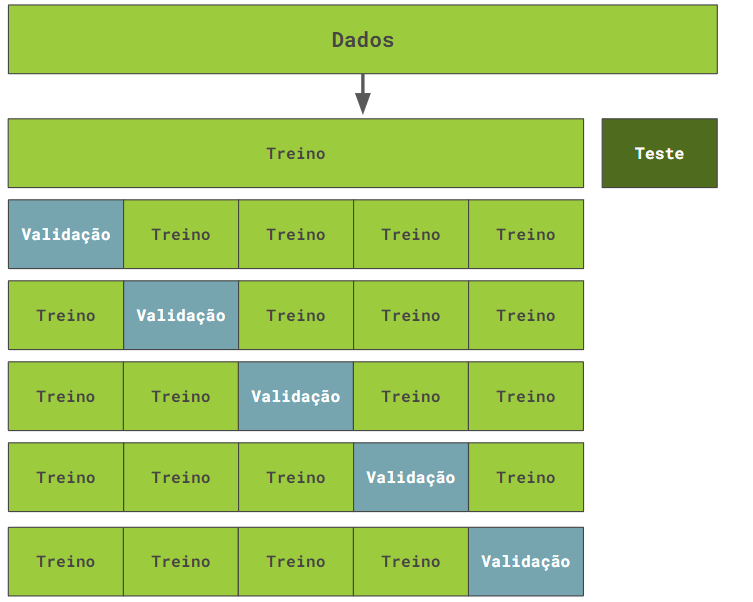 Dados
Treino Teste
Validação Treino Treino Treino Treino
Treino Validação Treino Treino Treino
Treino Treino Validação Treino Treino
Treino Treino Treino Validação Treino
Treino Treino Treino Treino Validação